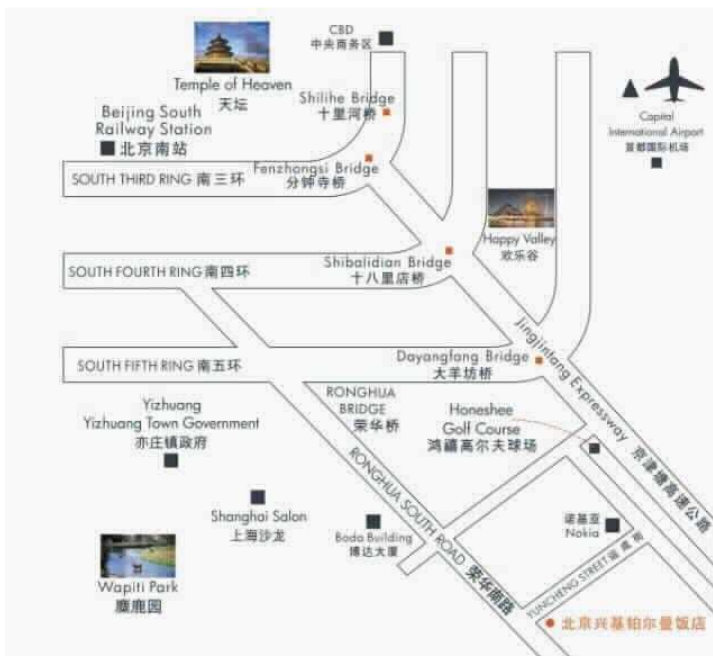 CBD
中央商务区
Temple of Heaven
天坛
Shilihe Bridge
十里河桥
Beijing South
Railway Station
北京南站
Capital
International Airport
首都国际机场
Fenzhongsi Bridge
分钟寺桥
SOUTH THIRD RING 南三环
Happy Valley
欢乐谷
Shibalidian Bridge
十八里店桥
SOUTH FOURTH RING 南四环
Jingjintang Expressway 京津塘高速公路
Dayangfang Bridge
大羊坊桥
SOUTH FIFTH RING 南五环
RONGHUA
BRIDGE
荣华桥
Honeshee
Golf Course
鸿禧高尔夫球场
Yizhuang
Yizhuang Town Government
亦庄镇政府
RONGHUA SOUTH ROAD 荣华南路
Shanghai Salon
上海沙龙
Boda Building
博达大厦
诺基亚
Nokia
YUNCHENG STREET
Wapiti Park
麋鹿园
北京兴基铂尔曼饭店